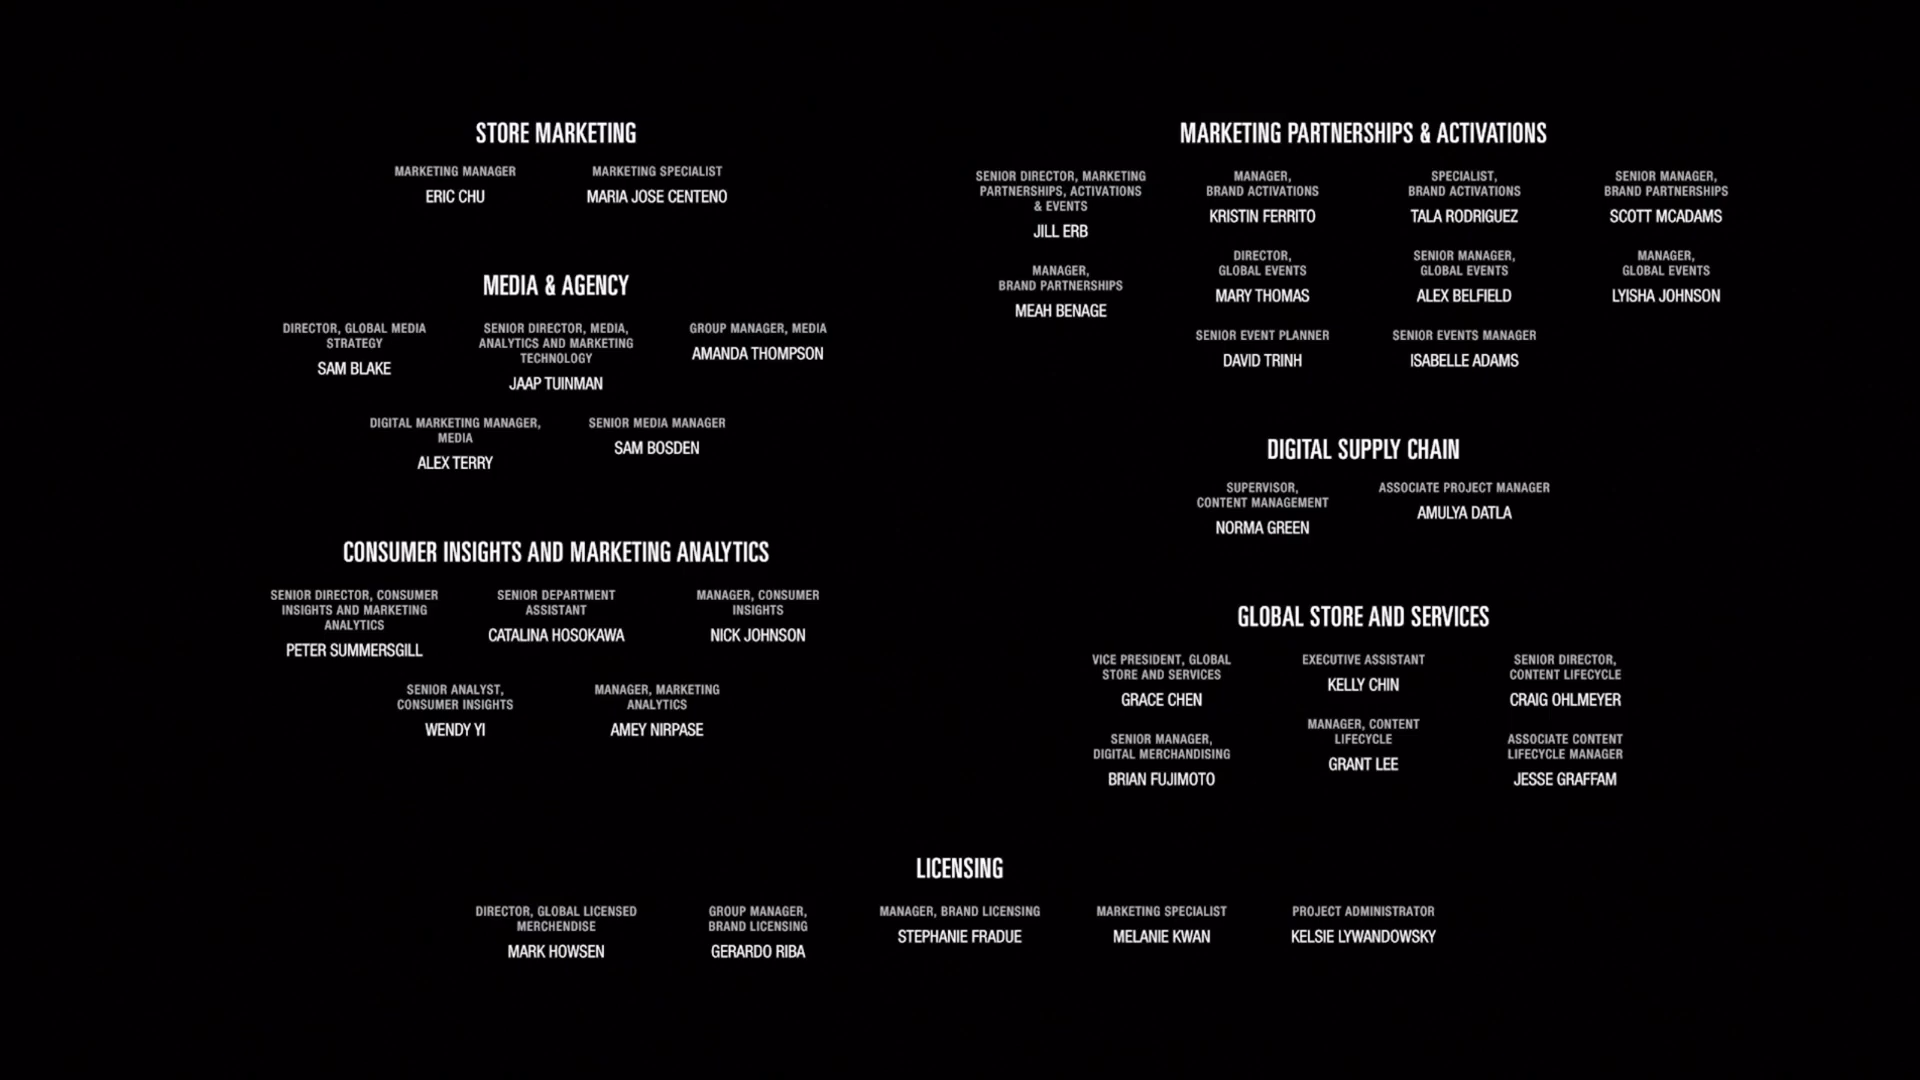 STORE MARKETING
MARKETING MANAGER
ERIC CHU
MARKETING SPECIALIST
MARIA JOSE CENTENO
MEDIA & AGENCY
DIRECTOR, GLOBAL MEDIA
STRATEGY
SAM BLAKE
SENIOR DIRECTOR, MEDIA,
ANALYTICS AND MARKETING
TECHNOLOGY
JAAP TUINMAN
GROUP MANAGER, MEDIA
AMANDA THOMPSON
DIGITAL MARKETING MANAGER,
MEDIA
ALEX TERRY
SENIOR MEDIA MANAGER
SAM BOSDEN
CONSUMER INSIGHTS AND MARKETING ANALYTICS
SENIOR DIRECTOR, CONSUMER
INSIGHTS AND MARKETING
ANALYTICS
PETER SUMMERSGILL
SENIOR DEPARTMENT
ASSISTANT
CATALINA HOSOKAWA
MANAGER, CONSUMER
INSIGHTS
NICK JOHNSON
SENIOR ANALYST,
CONSUMER INSIGHTS
WENDY YI
MANAGER, MARKETING
ANALYTICS
AMEY NIRPASE
MARKETING PARTNERSHIPS & ACTIVATIONS
SENIOR DIRECTOR, MARKETING
PARTNERSHIPS, ACTIVATIONS
& EVENTS
JILL ERB
MANAGER,
BRAND ACTIVATIONS
KRISTIN FERRITO
SPECIALIST,
BRAND ACTIVATIONS
TALA RODRIGUEZ
SENIOR MANAGER,
BRAND PARTNERSHIPS
SCOTT MCADAMS
MANAGER,
BRAND PARTNERSHIPS
MEAH BENAGE
DIRECTOR,
GLOBAL EVENTS
MARY THOMAS
SENIOR MANAGER,
GLOBAL EVENTS
ALEX BELFIELD
MANAGER,
GLOBAL EVENTS
LYISHA JOHNSON
SENIOR EVENT PLANNER
DAVID TRINH
SENIOR EVENTS MANAGER
ISABELLE ADAMS
DIGITAL SUPPLY CHAIN
SUPERVISOR,
CONTENT MANAGEMENT
NORMA GREEN
ASSOCIATE PROJECT MANAGER
AMULYA DATLA
GLOBAL STORE AND SERVICES
VICE PRESIDENT, GLOBAL
STORE AND SERVICES
GRACE CHEN
EXECUTIVE ASSISTANT
KELLY CHIN
SENIOR DIRECTOR,
CONTENT LIFECYCLE
CRAIG OHLMEYER
SENIOR MANAGER,
DIGITAL MERCHANDISING
BRIAN FUJIMOTO
MANAGER, CONTENT
LIFECYCLE
GRANT LEE
ASSOCIATE CONTENT
LIFECYCLE MANAGER
JESSE GRAFFAM
LICENSING
DIRECTOR, GLOBAL LICENSED
MERCHENDISE
MARK HOWSEN
GROUP MANAGER,
BRAND LICENSING
GERARDO RIBA
MANAGER, BRAND LICENSING
STEPHANIE FRADUE
MARKETING SPECIALIST
MELANIE KWAN
PROJECT ADMINISTRATOR
KELSIE LYWANDOWSKY